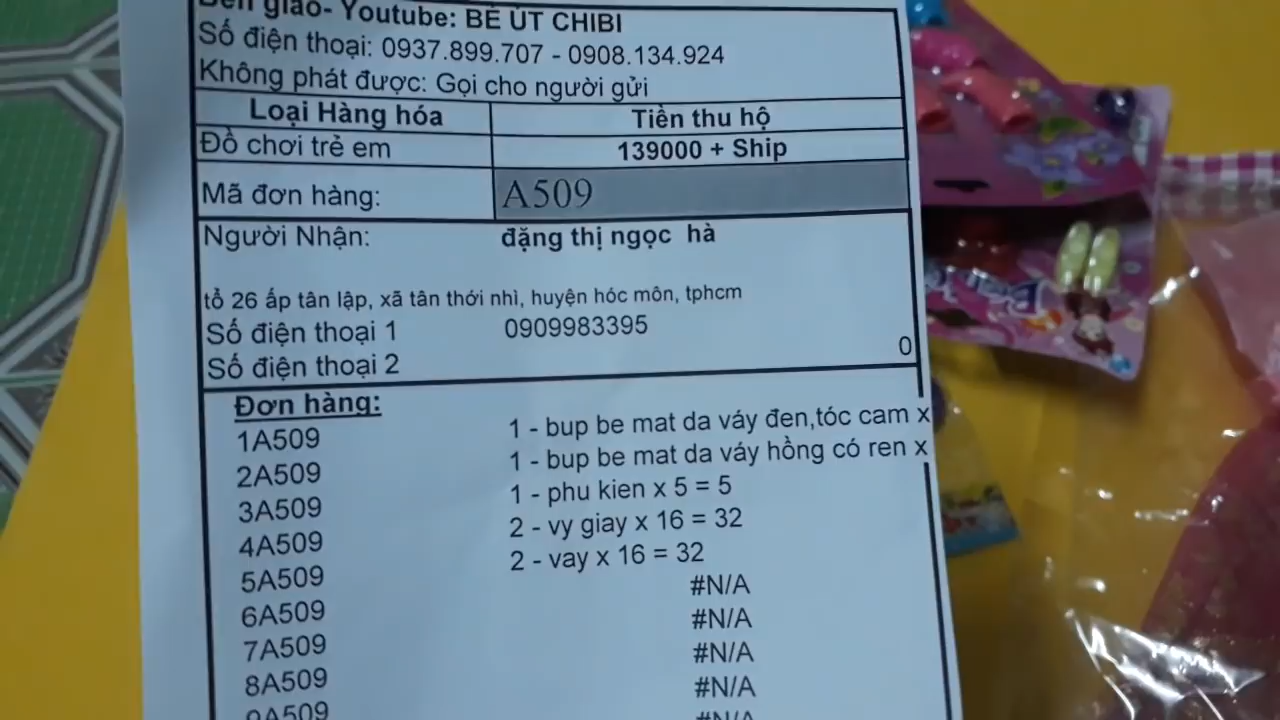 Bên giao- Youtube: BÉ ÚT CHIBI
Số điện thoại: 0937.899.707 - 0908.134.924
Không phát được: Gọi cho người gửi
Loại Hàng hóa Tiền thu hộ
Đồ chơi trẻ em 139000 + Ship
Mã đơn hàng: A509
Người Nhận: đặng thị ngọc hà
tổ 26 ấp tân lập, xã tân thới nhì, huyện hóc môn, tphcm
Số điện thoại 1 0909983395
Số điện thoại 2 0
Đơn hàng:
1A509 1 - bup be mat da váy đen,tóc cam x
2A509 1 - bup be mat da váy hồng có ren x
3A509 1 - phu kien x 5 = 5
4A509 2 - vy giay x 16 = 32
5A509 2 - vay x 16 = 32
6A509 #N/A
7A509 #N/A
8A509 #N/A
9A509 #N/A
#N/A